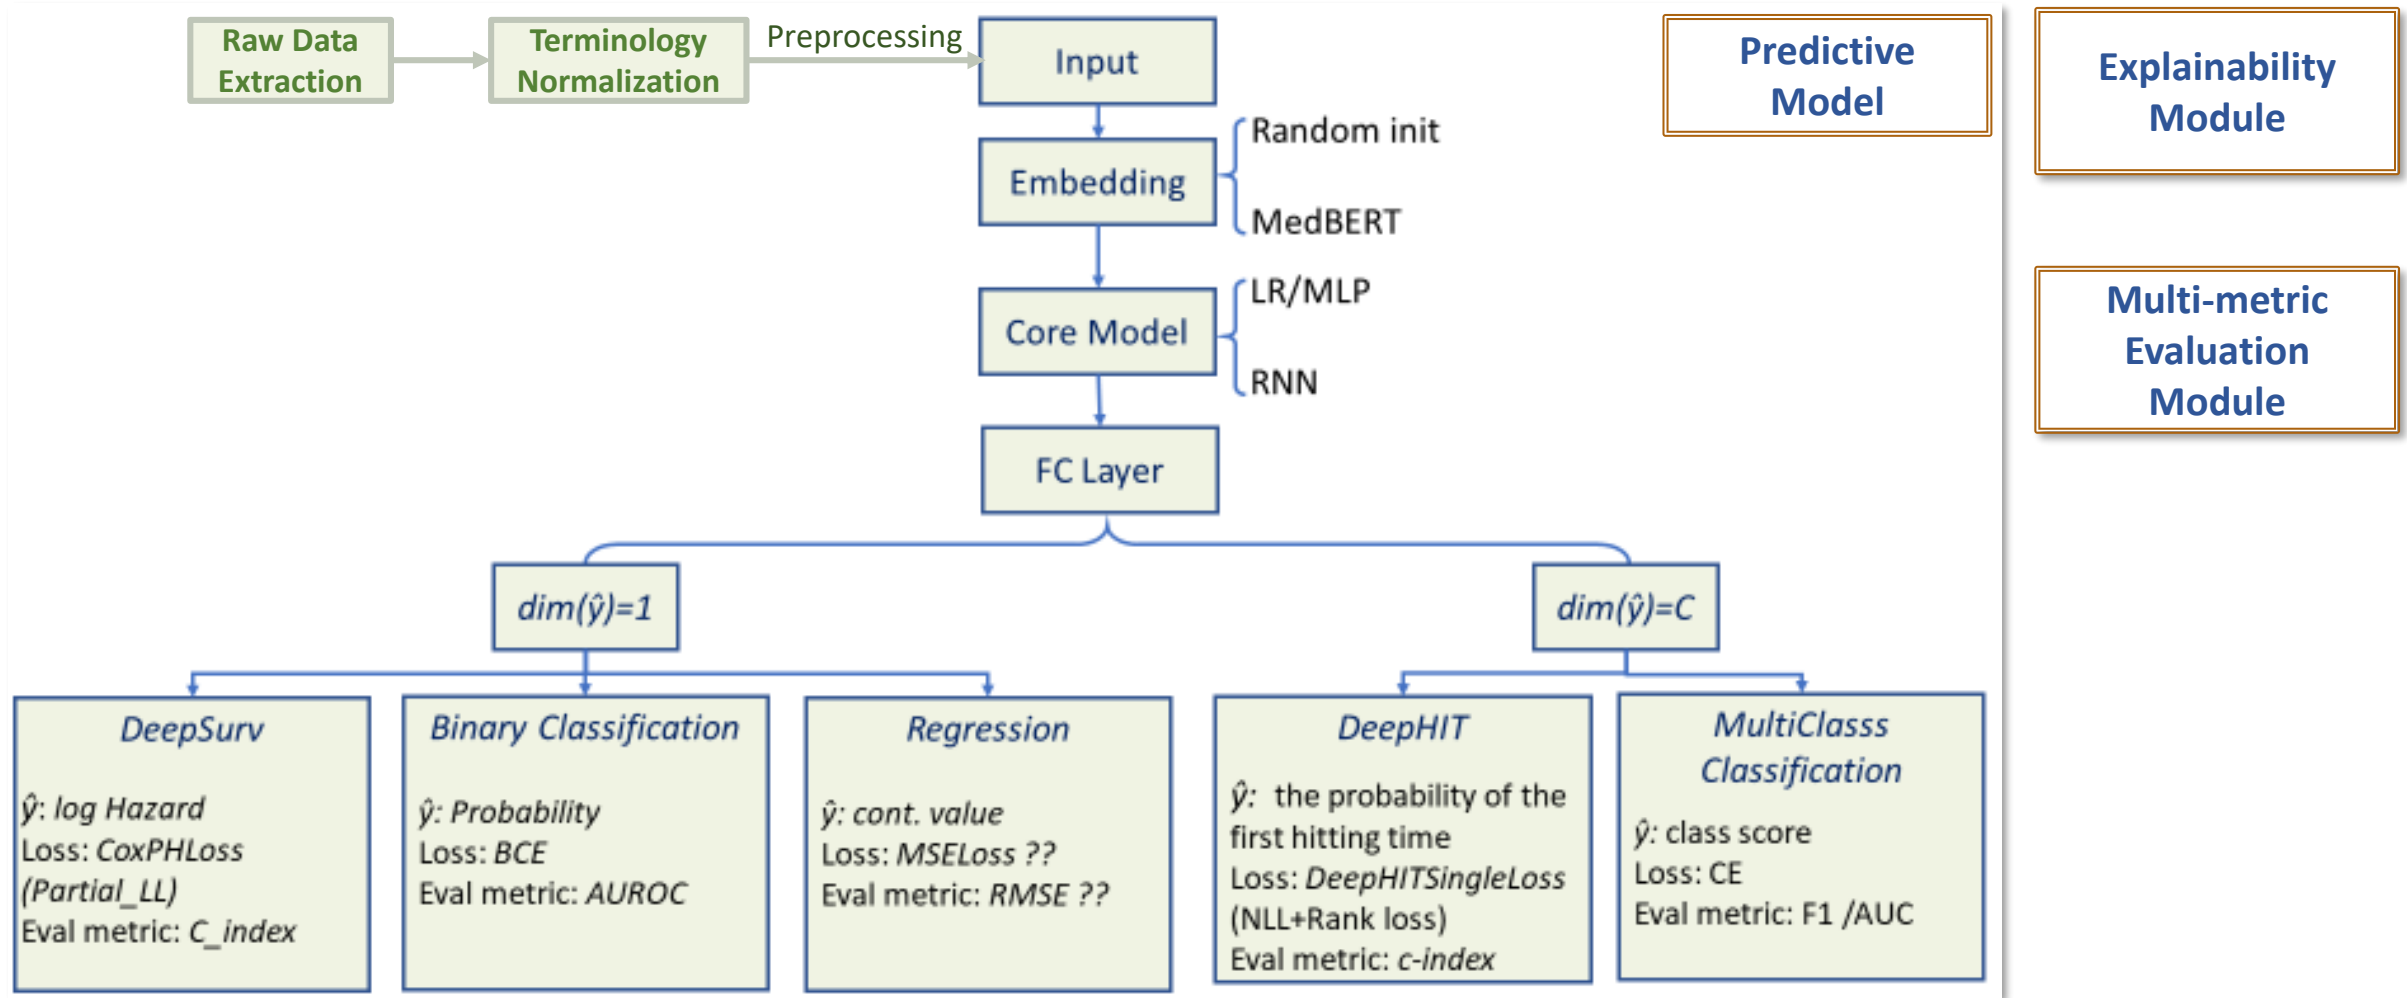 Raw Data
Extraction
Terminology
Normalization
Preprocessing
Input
Predictive
Model
Explainability
Module
Random init
Embedding
MedBERT
LR/MLP
Core Model
RNN
Multi-metric
Evaluation
Module
FC Layer
dim(ŷ)=1
dim(ŷ)=C
DeepSurv
ŷ: log Hazard
Loss: CoxPHLoss
(Partial_LL)
Eval metric: C_index
Binary Classification
ŷ: Probability
Loss: BCE
Eval metric: AUROC
Regression
ŷ: cont. value
Loss: MSELoss ??
Eval metric: RMSE ??
DeepHIT
ŷ: the probability of the
first hitting time
Loss: DeepHITSingleLoss
(NLL+Rank loss)
Eval metric: c-index
MultiClasss
Classification
ŷ: class score
Loss: CE
Eval metric: F1 /AUC